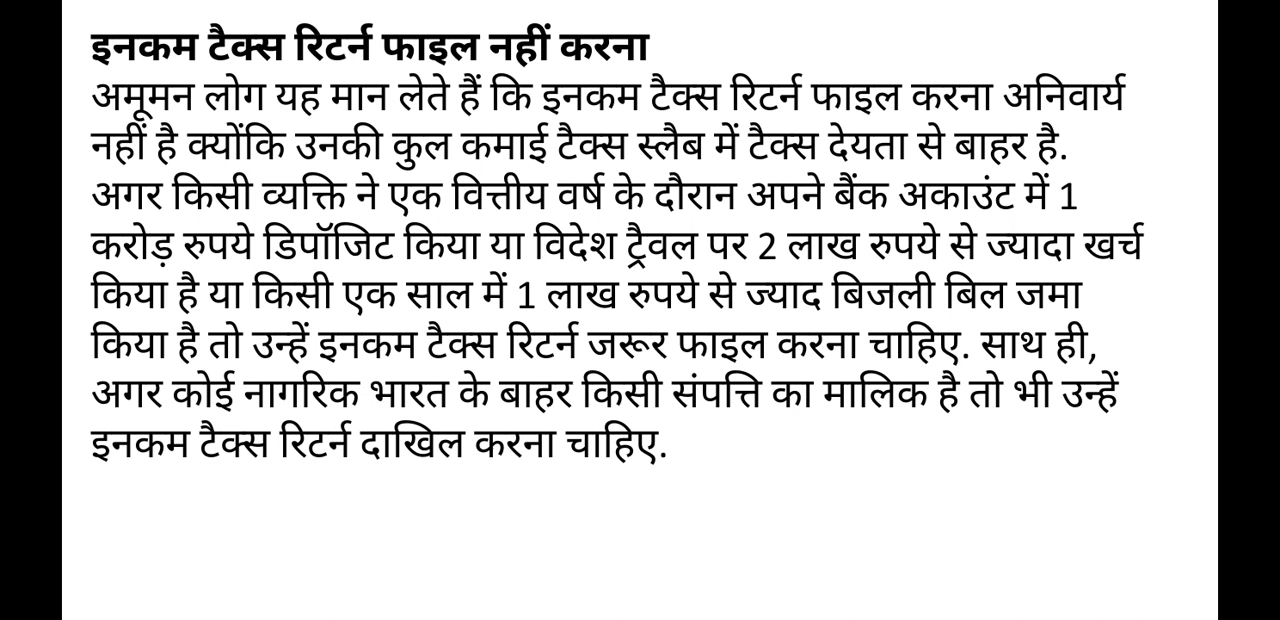 इनकम टैक्स रिटर्न फाइल नहीं करना
अमूमन लोग यह मान लेते हैं कि इनकम टैक्स रिटर्न फाइल करना अनिवार्य
नहीं है क्योंकि उनकी कुल कमाई टैक्स स्लैब में टैक्स देयता से बाहर है.
अगर किसी व्यक्ति ने एक वित्तीय वर्ष के दौरान अपने बैंक अकाउंट में 1
करोड़ रुपये डिपॉजिट किया या विदेश ट्रैवल पर 2 लाख रुपये से ज्यादा खर्च
किया है या किसी एक साल में 1 लाख रुपये से ज्याद बिजली बिल जमा
किया है तो उन्हें इनकम टैक्स रिटर्न जरूर फाइल करना चाहिए. साथ ही,
अगर कोई नागरिक भारत के बाहर किसी संपत्ति का मालिक है तो भी उन्हें
इनकम टैक्स रिटर्न दाखिल करना चाहिए.